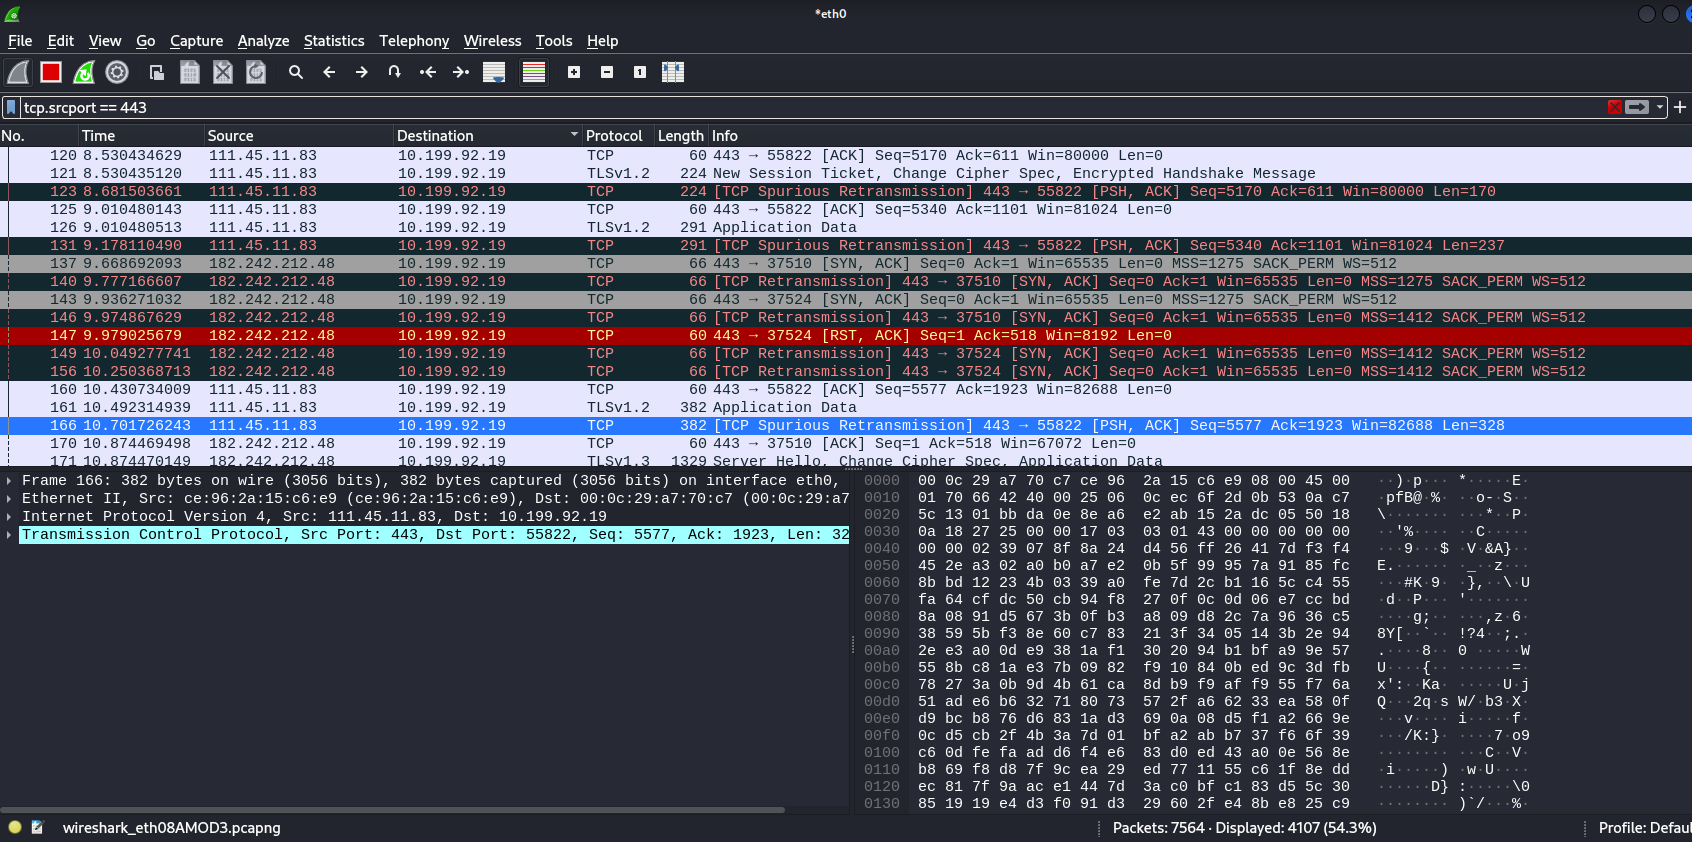 *eth0
File Edit View Go Capture Analyze Statistics Telephony Wireless Tools Help
tcp.srcport == 443
No. Time Source Destination Protocol Length Info
120 8.530434629 111.45.11.83 10.199.92.19 TCP 60 443 → 55822 [ACK] Seq=5170 Ack=611 Win=80000 Len=0
121 8.530435120 111.45.11.83 10.199.92.19 TLSv1.2 224 New Session Ticket, Change Cipher Spec, Encrypted Handshake Message
123 8.681503661 111.45.11.83 10.199.92.19 TCP 224 [TCP Spurious Retransmission] 443 → 55822 [PSH, ACK] Seq=5170 Ack=611 Win=80000 Len=170
125 9.010480143 111.45.11.83 10.199.92.19 TCP 60 443 → 55822 [ACK] Seq=5340 Ack=1101 Win=81024 Len=0
126 9.010480513 111.45.11.83 10.199.92.19 TLSv1.2 291 Application Data
131 9.178110490 111.45.11.83 10.199.92.19 TCP 291 [TCP Spurious Retransmission] 443 → 55822 [PSH, ACK] Seq=5340 Ack=1101 Win=81024 Len=237
137 9.668692093 182.242.212.48 10.199.92.19 TCP 66 443 → 37510 [SYN, ACK] Seq=0 Ack=1 Win=65535 Len=0 MSS=1275 SACK_PERM WS=512
140 9.777166607 182.242.212.48 10.199.92.19 TCP 66 [TCP Retransmission] 443 → 37510 [SYN, ACK] Seq=0 Ack=1 Win=65535 Len=0 MSS=1275 SACK_PERM WS=512
143 9.936271032 182.242.212.48 10.199.92.19 TCP 66 443 → 37524 [SYN, ACK] Seq=0 Ack=1 Win=65535 Len=0 MSS=1275 SACK_PERM WS=512
146 9.974867629 182.242.212.48 10.199.92.19 TCP 66 [TCP Retransmission] 443 → 37510 [SYN, ACK] Seq=0 Ack=1 Win=65535 Len=0 MSS=1412 SACK_PERM WS=512
147 9.979025679 182.242.212.48 10.199.92.19 TCP 60 443 → 37524 [RST, ACK] Seq=1 Ack=518 Win=8192 Len=0
149 10.049277741 182.242.212.48 10.199.92.19 TCP 66 [TCP Retransmission] 443 → 37524 [SYN, ACK] Seq=0 Ack=1 Win=65535 Len=0 MSS=1412 SACK_PERM WS=512
156 10.250368713 182.242.212.48 10.199.92.19 TCP 66 [TCP Retransmission] 443 → 37524 [SYN, ACK] Seq=0 Ack=1 Win=65535 Len=0 MSS=1412 SACK_PERM WS=512
160 10.430734009 111.45.11.83 10.199.92.19 TCP 60 443 → 55822 [ACK] Seq=5577 Ack=1923 Win=82688 Len=0
161 10.492314939 111.45.11.83 10.199.92.19 TLSv1.2 382 Application Data
166 10.701726243 111.45.11.83 10.199.92.19 TCP 382 [TCP Spurious Retransmission] 443 → 55822 [PSH, ACK] Seq=5577 Ack=1923 Win=82688 Len=328
170 10.874469498 182.242.212.48 10.199.92.19 TCP 60 443 → 37510 [ACK] Seq=1 Ack=518 Win=67072 Len=0
171 10.874470149 182.242.212.48 10.199.92.19 TLSv1.3 1329 Server Hello, Change Cipher Spec, Application Data
Frame 166: 382 bytes on wire (3056 bits), 382 bytes captured (3056 bits) on interface eth0,
Ethernet II, Src: ce:96:2a:15:c6:e9 (ce:96:2a:15:c6:e9), Dst: 00:0c:29:a7:70:c7 (00:0c:29:a7
Internet Protocol Version 4, Src: 111.45.11.83, Dst: 10.199.92.19
Transmission Control Protocol, Src Port: 443, Dst Port: 55822, Seq: 5577, Ack: 1923, Len: 32
0000 00 0c 29 a7 70 c7 ce 96 2a 15 c6 e9 08 00 45 00 ··)·p···*·····E·
0010 01 70 66 42 40 00 25 06 0c ec 6f 2d 0b 53 0a c7 ·pfB@·%···o-·S··
0020 5c 13 01 bb da 0e 8e a6 e2 ab 15 2a dc 05 50 18 \··········*··P·
0030 0a 18 27 25 00 00 17 03 03 01 43 00 00 00 00 00 ··'%······C·····
0040 00 00 02 39 07 8f 8a 24 d4 56 ff 26 41 7d f3 f4 ···9···$·V·&A}··
0050 45 2e a3 02 a0 b0 a7 e2 0b 5f 99 95 7a 91 85 fc E.·······_··z···
0060 8b bd 12 23 4b 03 39 a0 fe 7d 2c b1 16 5c c4 55 ···#K·9··},··\·U
0070 fa 64 cf dc 50 cb 94 f8 27 0f 0c 0d 06 e7 cc bd ·d··P···'·······
0080 8a 08 91 d5 67 3b 0f b3 a8 09 d8 2c 7a 96 36 c5 ····g;·····,z·6·
0090 38 59 5b f3 8e 60 c7 83 21 3f 34 05 14 3b 2e 94 8Y[··`··!?4··;.·
00a0 2e e3 a0 0d e9 38 1a f1 30 20 94 b1 bf a9 9e 57 .····8··0 ·····W
00b0 55 8b c8 1a e3 7b 09 82 f9 10 84 0b ed 9c 3d fb U····{········=·
00c0 78 27 3a 0b 9d 4b 61 ca 8d b9 f9 af f9 55 f7 6a x':··Ka······U·j
00d0 51 ad e6 b6 32 71 80 73 57 2f a6 62 33 ea 58 0f Q···2q·sW/·b3·X·
00e0 d9 bc b8 76 d6 83 1a d3 69 0a 08 d5 f1 a2 66 9e ···v····i·····f·
00f0 0c d5 cb 2f 4b 3a 7d 01 bf a2 ab b7 37 f6 6f 39 ···/K:}·····7·o9
0100 c6 0d fe fa ad d6 f4 e6 83 d0 ed 43 a0 0e 56 8e ···········C··V·
0110 b8 69 f8 d8 7f 9c ea 29 ed 77 11 55 c6 1f 8e dd ·i·····)·w·U····
0120 ec 81 7f 9a ac e1 44 7d 3a c0 bf c1 83 d5 5c 30 ······D}:·····\0
0130 85 19 19 e4 d3 f0 91 d3 29 60 2f e4 8b e8 25 c9 ········)`/···%·
wireshark_eth08AMOD3.pcapng Packets: 7564 · Displayed: 4107 (54.3%) Profile: Defaul